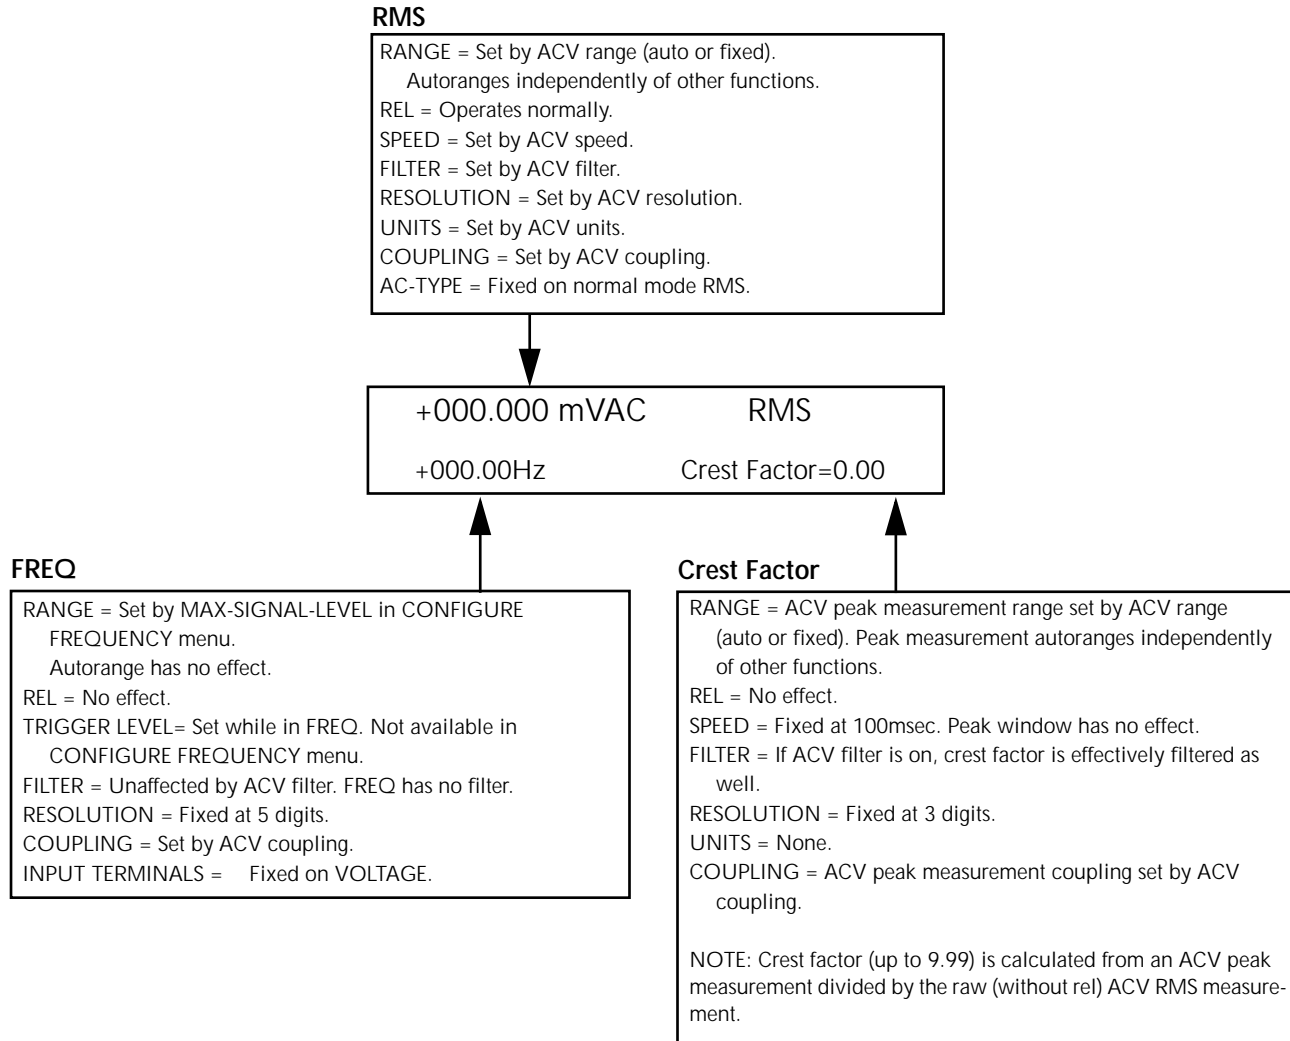 RMS
RANGE = Set by ACV range (auto or fixed).
Autoranges independently of other functions.
REL = Operates normally.
SPEED = Set by ACV speed.
FILTER = Set by ACV filter.
RESOLUTION = Set by ACV resolution.
UNITS = Set by ACV units.
COUPLING = Set by ACV coupling.
AC-TYPE = Fixed on normal mode RMS.
+000.000 mVAC RMS
+000.00Hz Crest Factor=0.00
FREQ
RANGE = Set by MAX-SIGNAL-LEVEL in CONFIGURE
FREQUENCY menu.
Autorange has no effect.
REL = No effect.
TRIGGER LEVEL= Set while in FREQ. Not available in
CONFIGURE FREQUENCY menu.
FILTER = Unaffected by ACV filter. FREQ has no filter.
RESOLUTION = Fixed at 5 digits.
COUPLING = Set by ACV coupling.
INPUT TERMINALS = Fixed on VOLTAGE.
Crest Factor
RANGE = ACV peak measurement range set by ACV range
(auto or fixed). Peak measurement autoranges independently
of other functions.
REL = No effect.
SPEED = Fixed at 100msec. Peak window has no effect.
FILTER = If ACV filter is on, crest factor is effectively filtered as
well.
RESOLUTION = Fixed at 3 digits.
UNITS = None.
COUPLING = ACV peak measurement coupling set by ACV
coupling.
NOTE: Crest factor (up to 9.99) is calculated from an ACV peak
measurement divided by the raw (without rel) ACV RMS measure-
ment.